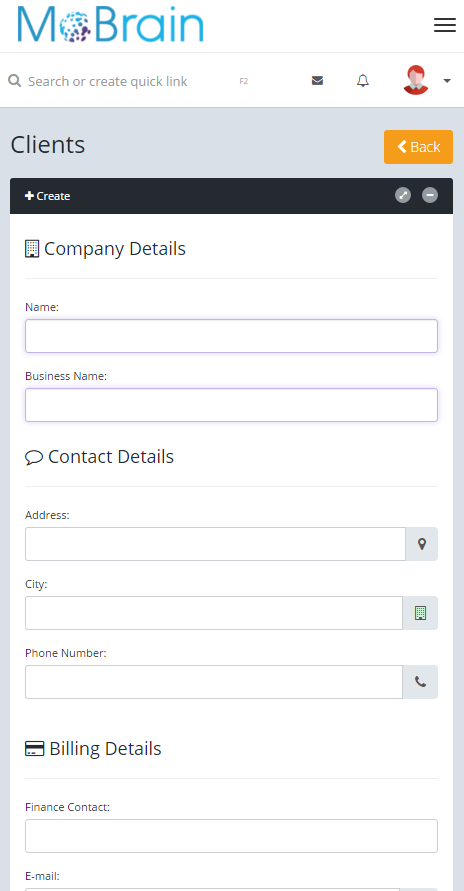 MoBrain
Search or create quick link F2
Clients
Back
Create
Company Details
Name:
Business Name:
Contact Details
Address:
City:
Phone Number:
Billing Details
Finance Contact:
E-mail: